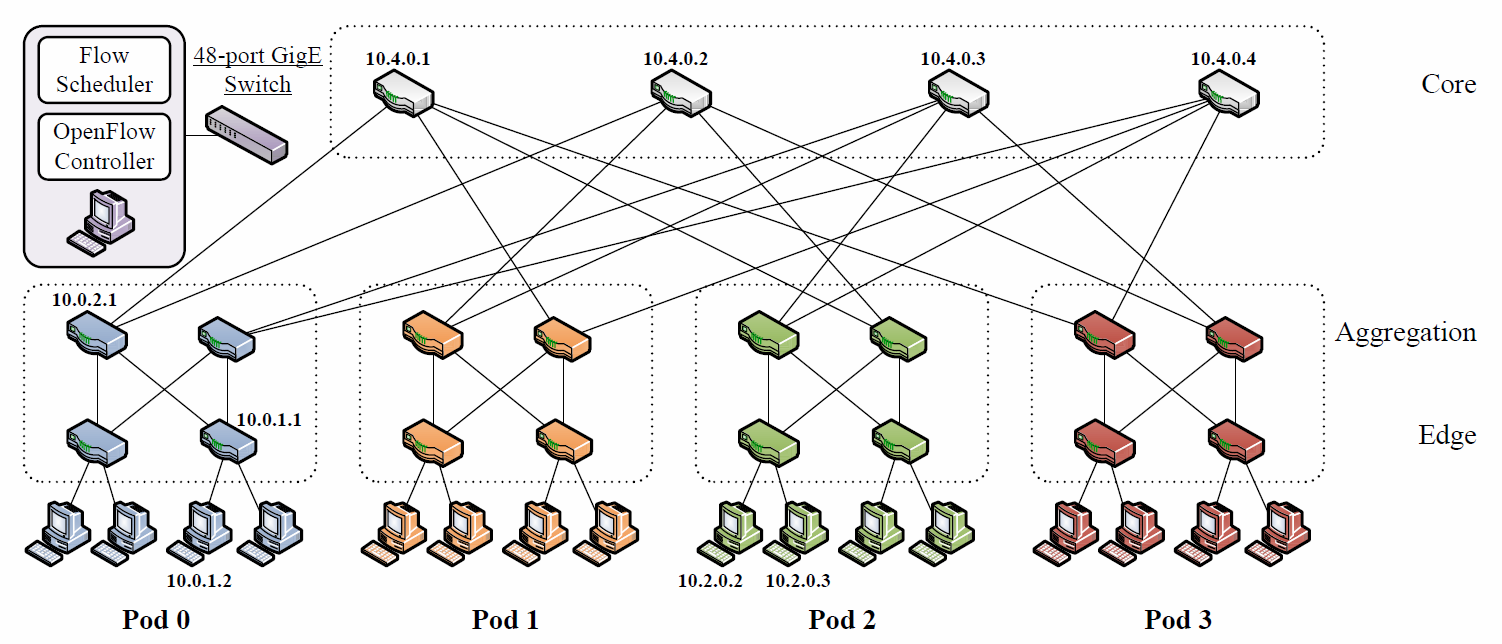 Flow
Scheduler
OpenFlow
Controller
48-port GigE
Switch
10.4.0.1
10.4.0.2
10.4.0.3
10.4.0.4
Core
10.0.2.1
Aggregation
10.0.1.1
Edge
10.0.1.2
10.2.0.2
10.2.0.3
Pod 0
Pod 1
Pod 2
Pod 3